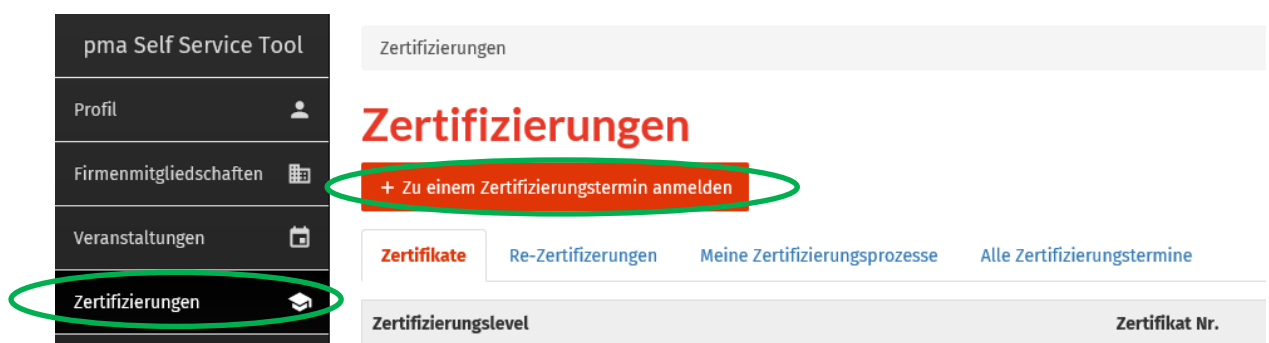 pma Self Service Tool
Profil
Firmenmitgliedschaften
Veranstaltungen
Zertifizierungen
Zertifizierungen
Zertifizierungen
+ Zu einem Zertifizierungstermin anmelden
Zertifikate Re-Zertifizerungen Meine Zertifizierungsprozesse Alle Zertifizierungstermine
Zertifizierungslevel Zertifikat Nr.